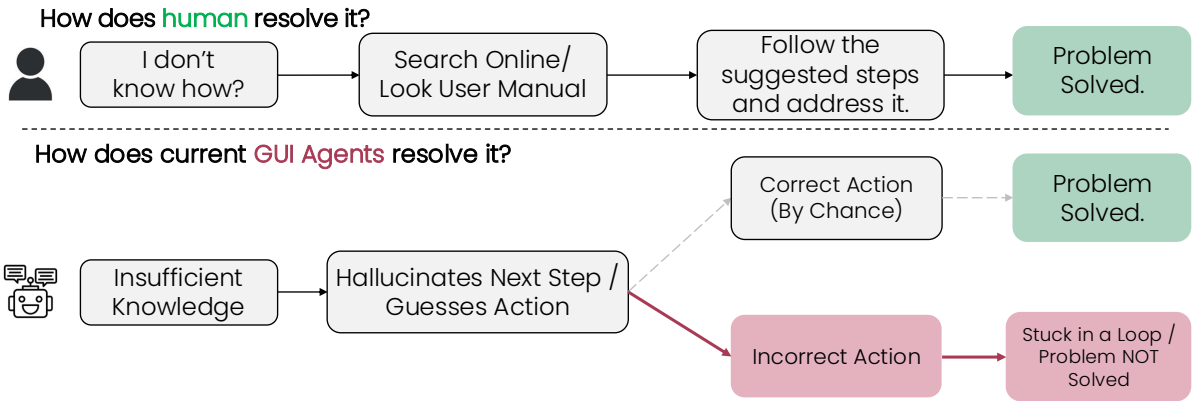 How does human resolve it?
I don't
know how?
Search Online/
Look User Manual
Follow the
suggested steps
and address it.
Problem
Solved.
How does current GUI Agents resolve it?
Insufficient
Knowledge
Hallucinates Next Step /
Guesses Action
Correct Action
(By Chance)
Problem
Solved.
Incorrect Action
Stuck in a Loop /
Problem NOT
Solved